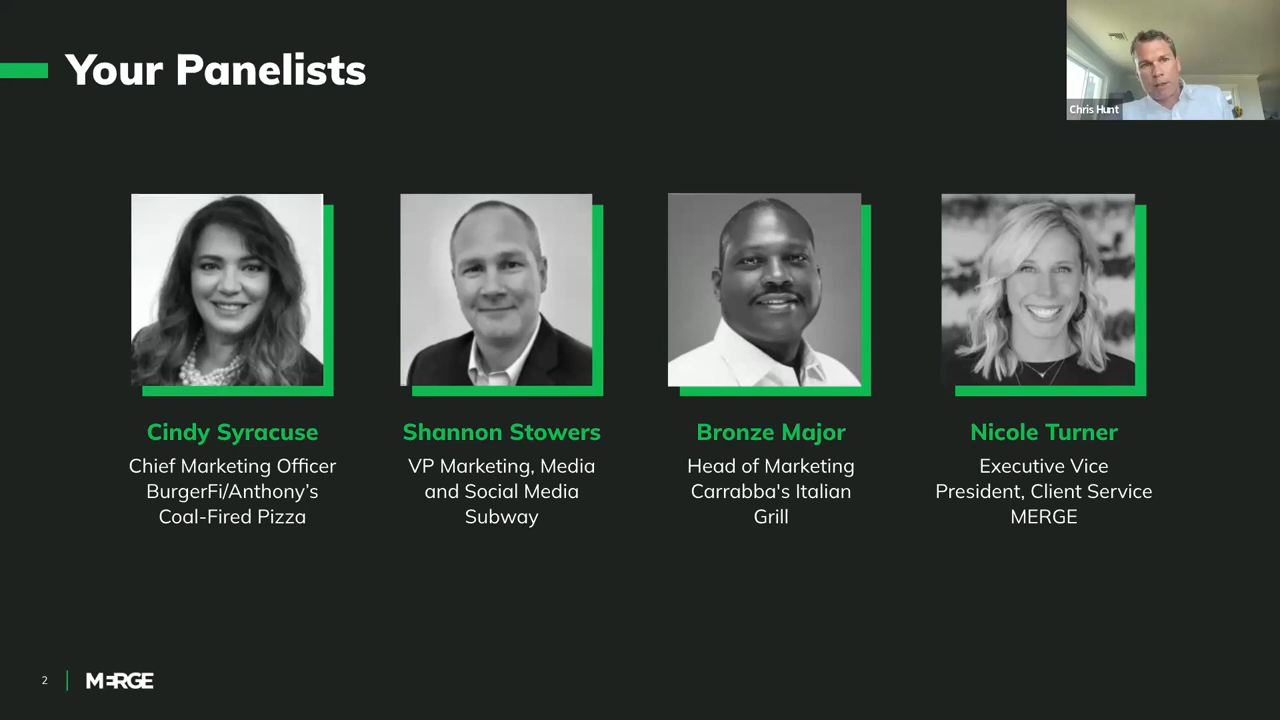 Your Panelists
Chris Hunt
Cindy Syracuse
Chief Marketing Officer
BurgerFi/Anthony's
Coal-Fired Pizza
Shannon Stowers
VP Marketing, Media
and Social Media
Subway
Bronze Major
Head of Marketing
Carrabba's Italian
Grill
Nicole Turner
Executive Vice
President, Client Service
MERGE
2
MERGE